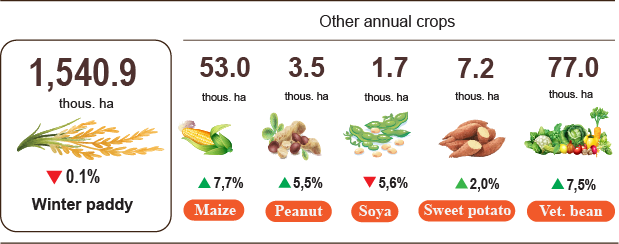 Other annual crops
1,540.9
thous. ha
▼ 0.1%
Winter paddy
53.0
thous. ha
▲ 7,7%
Maize
3.5
thous. ha
▲ 5,5%
Peanut
1.7
thous. ha
▼ 5,6%
Soya
7.2
thous. ha
▲ 2,0%
Sweet potato
77.0
thous. ha
▲ 7,5%
Vet. bean